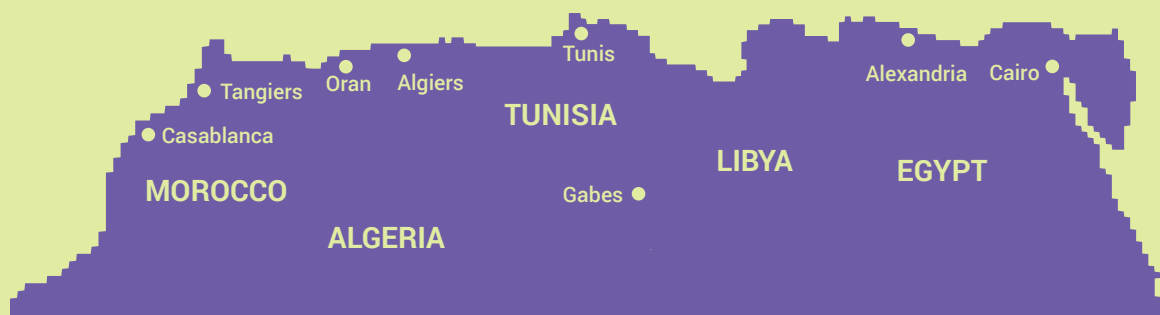 Tunis
Alexandria
Cairo
Oran
Algiers
Tangiers
TUNISIA
Casablanca
LIBYA
EGYPT
MOROCCO
Gabes
ALGERIA